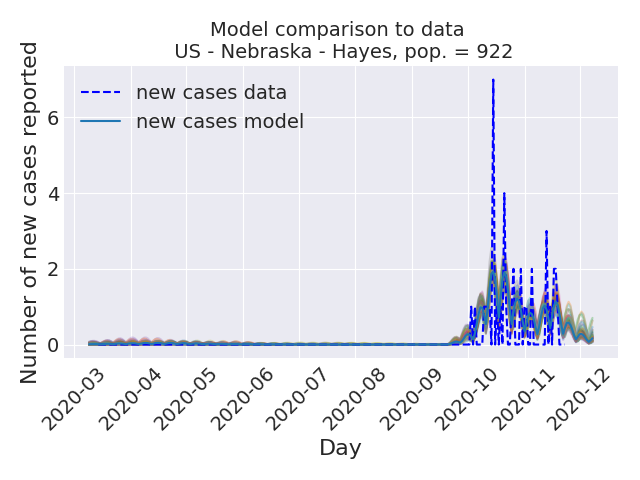 Model comparison to data
US - Nebraska - Hayes, pop. = 922
Number of new cases reported
new cases data
new cases model
6
4
2
0
2020-03
2020-04
2020-05
2020-06
2020-07
2020-08
2020-09
2020-10
2020-11
2020-12
Day